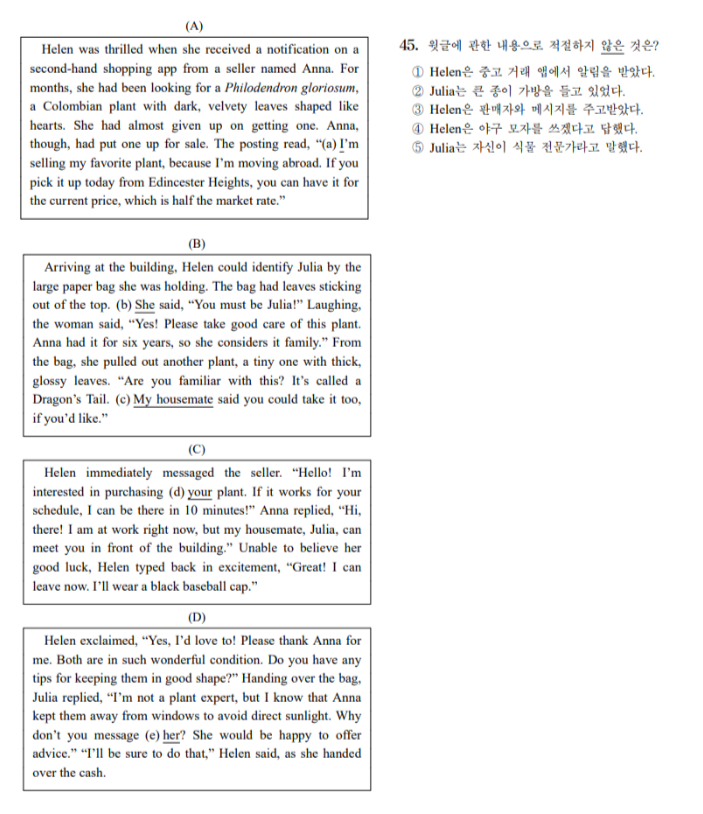 (A)
Helen was thrilled when she received a notification on a
second-hand shopping app from a seller named Anna. For
months, she had been looking for a Philodendron gloriosum,
a Colombian plant with dark, velvety leaves shaped like
hearts. She had almost given up on getting one. Anna,
though, had put one up for sale. The posting read, “(a) I’m
selling my favorite plant, because I’m moving abroad. If you
pick it up today from Edincester Heights, you can have it for
the current price, which is half the market rate.”
(B)
Arriving at the building, Helen could identify Julia by the
large paper bag she was holding. The bag had leaves sticking
out of the top. (b) She said, “You must be Julia!” Laughing,
the woman said, “Yes! Please take good care of this plant.
Anna had it for six years, so she considers it family.” From
the bag, she pulled out another plant, a tiny one with thick,
glossy leaves. “Are you familiar with this? It’s called a
Dragon’s Tail. (c) My housemate said you could take it too,
if you’d like.”
(C)
Helen immediately messaged the seller. “Hello! I’m
interested in purchasing (d) your plant. If it works for your
schedule, I can be there in 10 minutes!” Anna replied, “Hi,
there! I am at work right now, but my housemate, Julia, can
meet you in front of the building.” Unable to believe her
good luck, Helen typed back in excitement, “Great! I can
leave now. I’ll wear a black baseball cap.”
(D)
Helen exclaimed, “Yes, I’d love to! Please thank Anna for
me. Both are in such wonderful condition. Do you have any
tips for keeping them in good shape?” Handing over the bag,
Julia replied, “I’m not a plant expert, but I know that Anna
kept them away from windows to avoid direct sunlight. Why
don’t you message (e) her? She would be happy to offer
advice.” “I’ll be sure to do that,” Helen said, as she handed
over the cash.
45. 윗글에 관한 내용으로 적절하지 않은 것은?
① Helen은 중고 거래 앱에서 알림을 받았다.
② Julia는 큰 종이 가방을 들고 있었다.
③ Helen은 판매자와 메시지를 주고받았다.
④ Helen은 야구 모자를 쓰겠다고 답했다.
⑤ Julia는 자신이 식물 전문가라고 말했다.